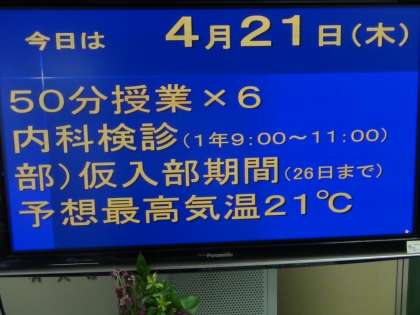 今日は 4月21日(木)
50分授業×6
内科検診(1年9:00~11:00)
部)仮入部期間(26日まで)
予想最高気温21℃
Panasonic